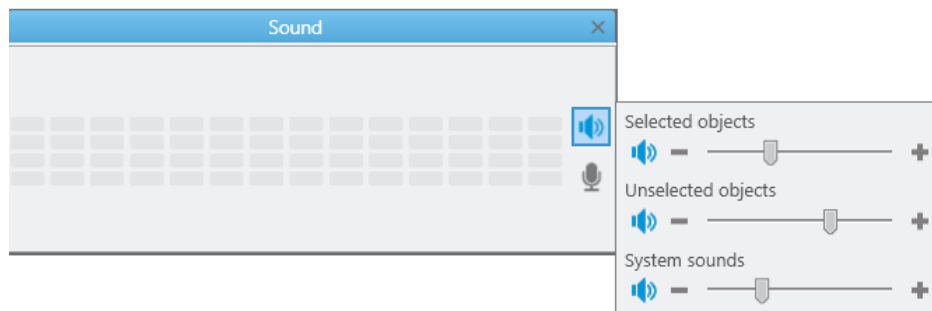 Sound
Selected objects
Unselected objects
System sounds